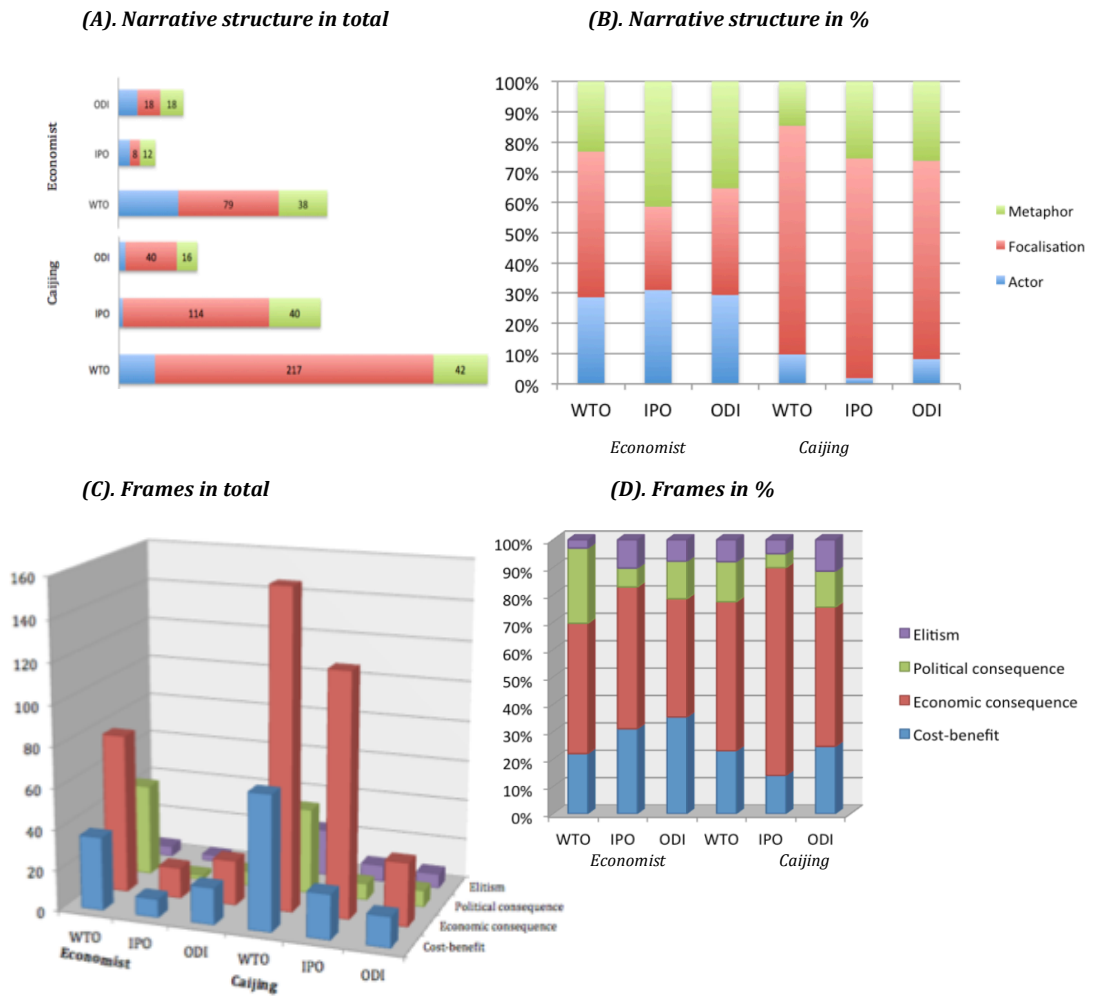 (A). Narrative structure in total
Economist
ODI
18 18
IPO
8 12
WTO
79 38
Caijing
ODI
40 16
IPO
114 40
WTO
217 42
(B). Narrative structure in %
100%
90%
80%
70%
60%
50%
40%
30%
20%
10%
0%
WTO IPO ODI WTO IPO ODI
Economist Caijing
Metaphor
Focalisation
Actor
(C). Frames in total
160
140
120
100
80
60
40
20
0
WTO IPO ODI WTO IPO ODI
Economist Caijing
Elitism
Political consequence
Economic consequence
Cost-benefit
(D). Frames in %
100%
90%
80%
70%
60%
50%
40%
30%
20%
10%
0%
WTO IPO ODI WTO IPO ODI
Economist Caijing
Elitism
Political consequence
Economic consequence
Cost-benefit